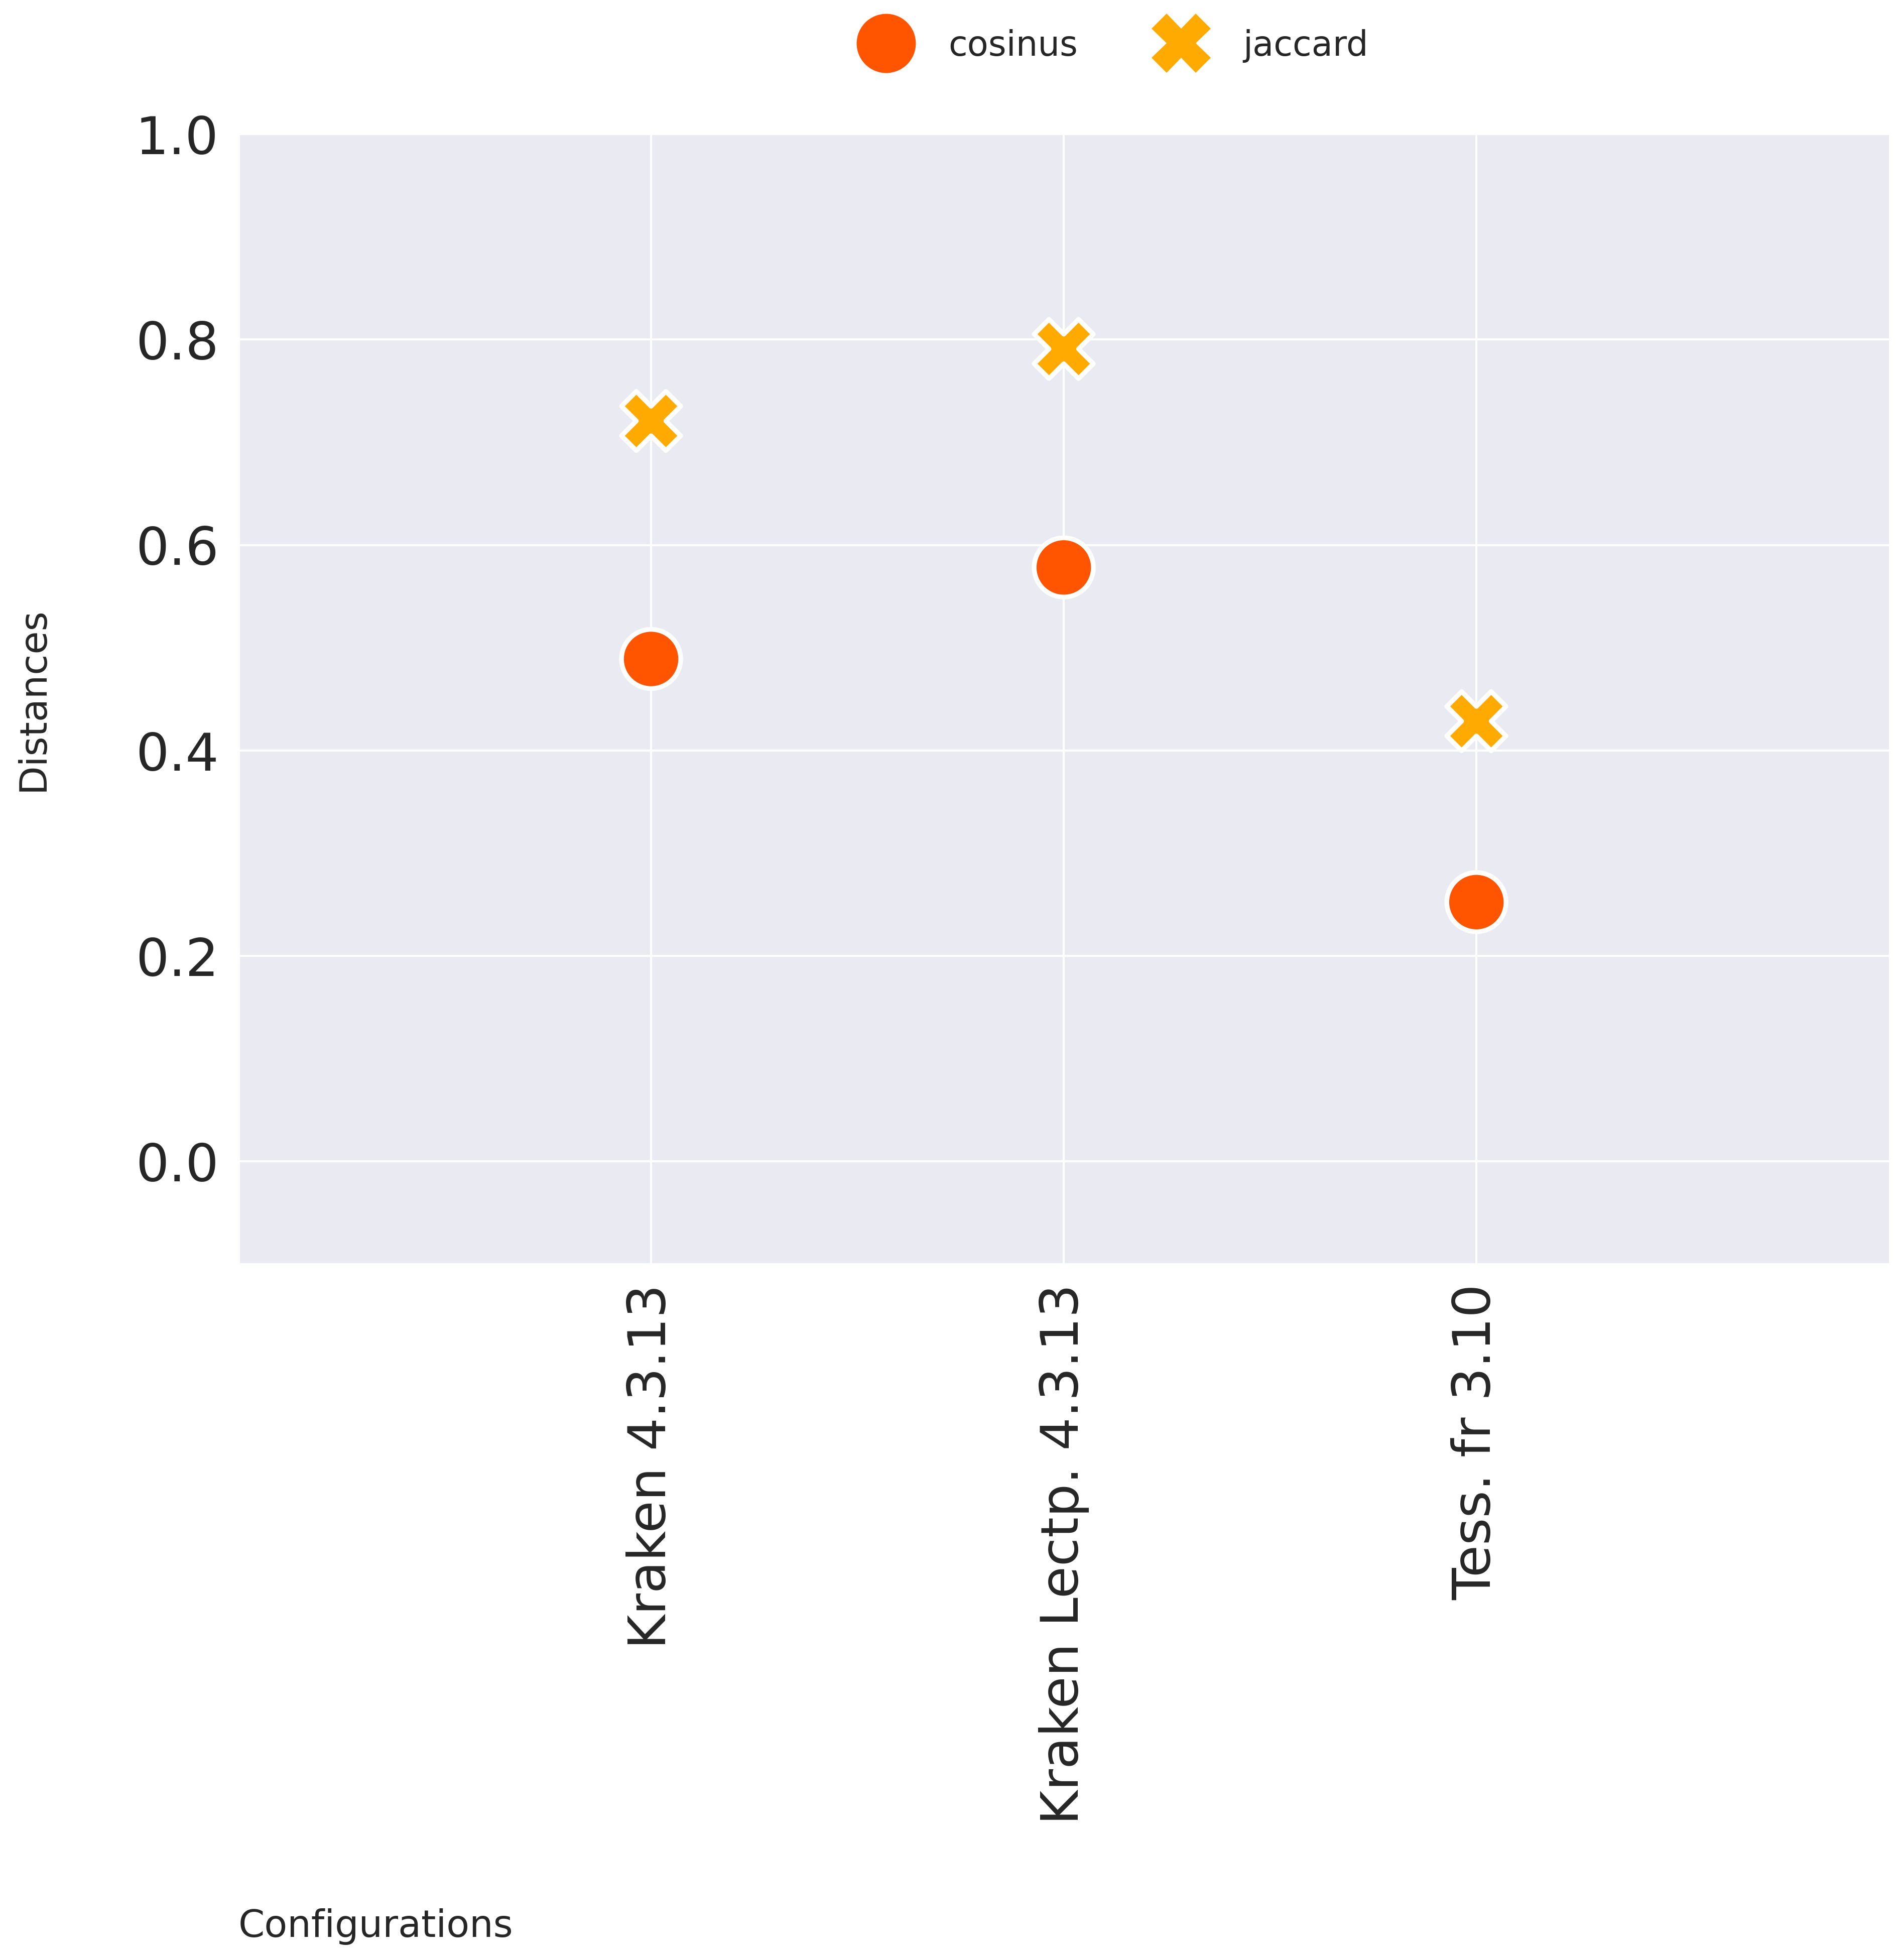 cosinus jaccard
1.0
0.8
0.6
0.4
0.2
0.0
Distances
Kraken 4.3.13
Kraken Lectp. 4.3.13
Tess. fr 3.10
Configurations